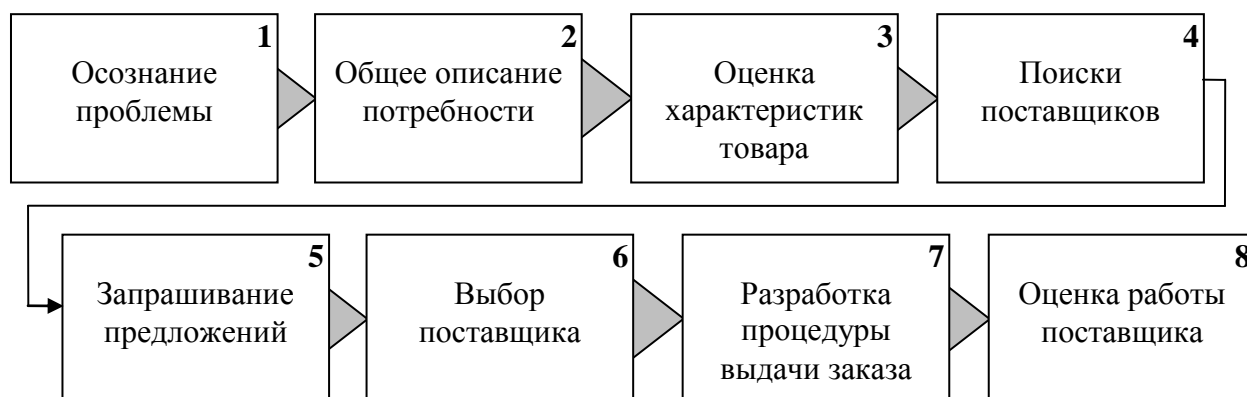 1
Осознание
проблемы
2
Общее описание
потребности
3
Оценка
характеристик
товара
4
Поиски
поставщиков
5
Запрашивание
предложений
6
Выбор
поставщика
7
Разработка
процедуры
выдачи заказа
8
Оценка работы
поставщика